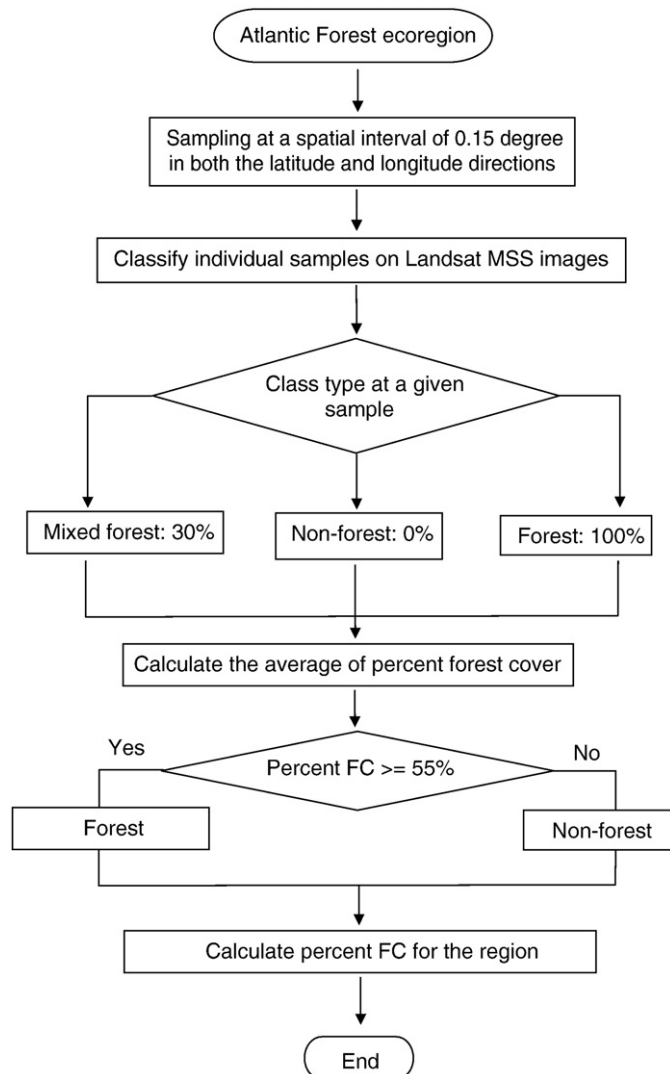 Atlantic Forest ecoregion
Sampling at a spatial interval of 0.15 degree
in both the latitude and longitude directions
Classify individual samples on Landsat MSS images
Class type at a given
sample
Mixed forest: 30%
Non-forest: 0%
Forest: 100%
Calculate the average of percent forest cover
Yes
No
Percent FC >= 55%
Forest
Non-forest
Calculate percent FC for the region
End